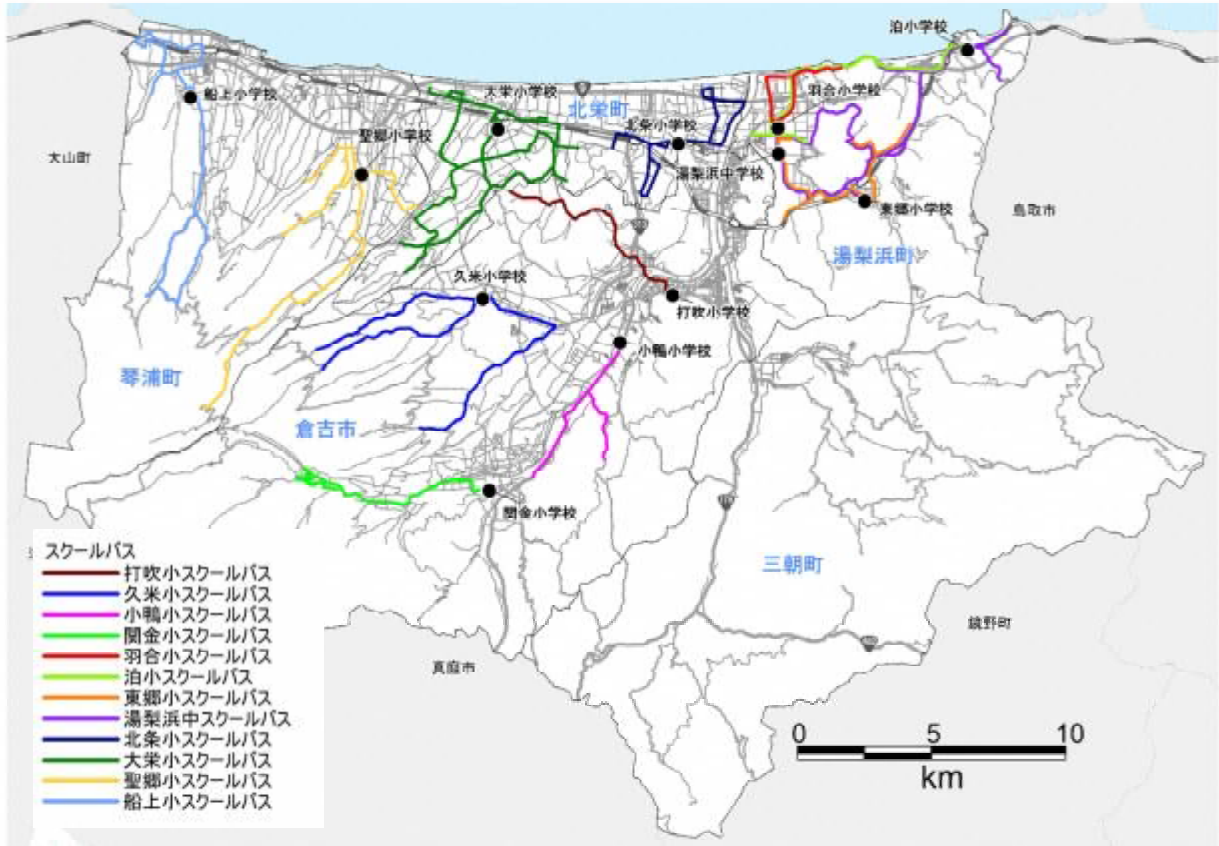 泊小学校
船上小学校
大栄小学校
北栄町
羽合小学校
北条小学校
聖郷小学校
大山町
湯梨浜中学校
東郷小学校
鳥取市
湯梨浜町
久米小学校
打吹小学校
小鴨小学校
琴浦町
倉吉市
関金小学校
三朝町
鏡野町
真庭市
スクールバス
打吹小スクールバス
久米小スクールバス
小鴨小スクールバス
関金小スクールバス
羽合小スクールバス
泊小スクールバス
東郷小スクールバス
湯梨浜中スクールバス
北条小スクールバス
大栄小スクールバス
聖郷小スクールバス
船上小スクールバス
0 5 10
km